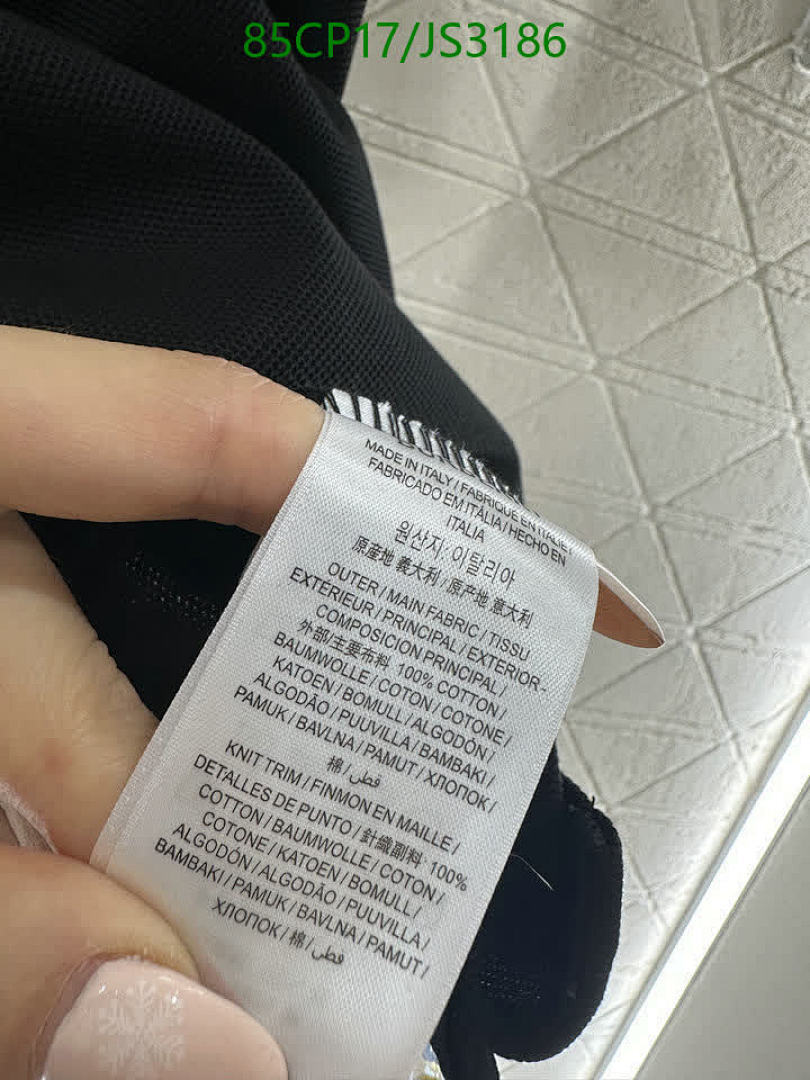 85CP17/JS3186
MADE IN ITALY / FABRIQUÉ EN ITALIE /
FABRICADO EM ITÁLIA / HECHO EN
ITALIA
원산지: 이탈리아
原産地 義大利 / 原产地 意大利
OUTER / MAIN FABRIC / TISSU
EXTÉRIEUR / PRINCIPAL / EXTERIOR-
COMPOSICION PRINCIPAL /
外部/主要布料 100% COTTON /
BAUMWOLLE / COTON / COTONE /
KATOEN / BOMULL / ALGODÓN /
ALGODÃO / PUUVILLA / BAMBAKI /
PAMUK / BAVLNA / PAMUT / ХЛОПОК /
棉 / قطن
KNIT TRIM / FINMON EN MAILLE /
DETALLES DE PUNTO / 針織副料· 100%
COTTON / BAUMWOLLE / COTON /
COTONE / KATOEN / BOMULL /
ALGODÓN / ALGODÃO / PUUVILLA /
BAMBAKI / PAMUK / BAVLNA / PAMUT /
ХЛОПОК / 棉 / قطن